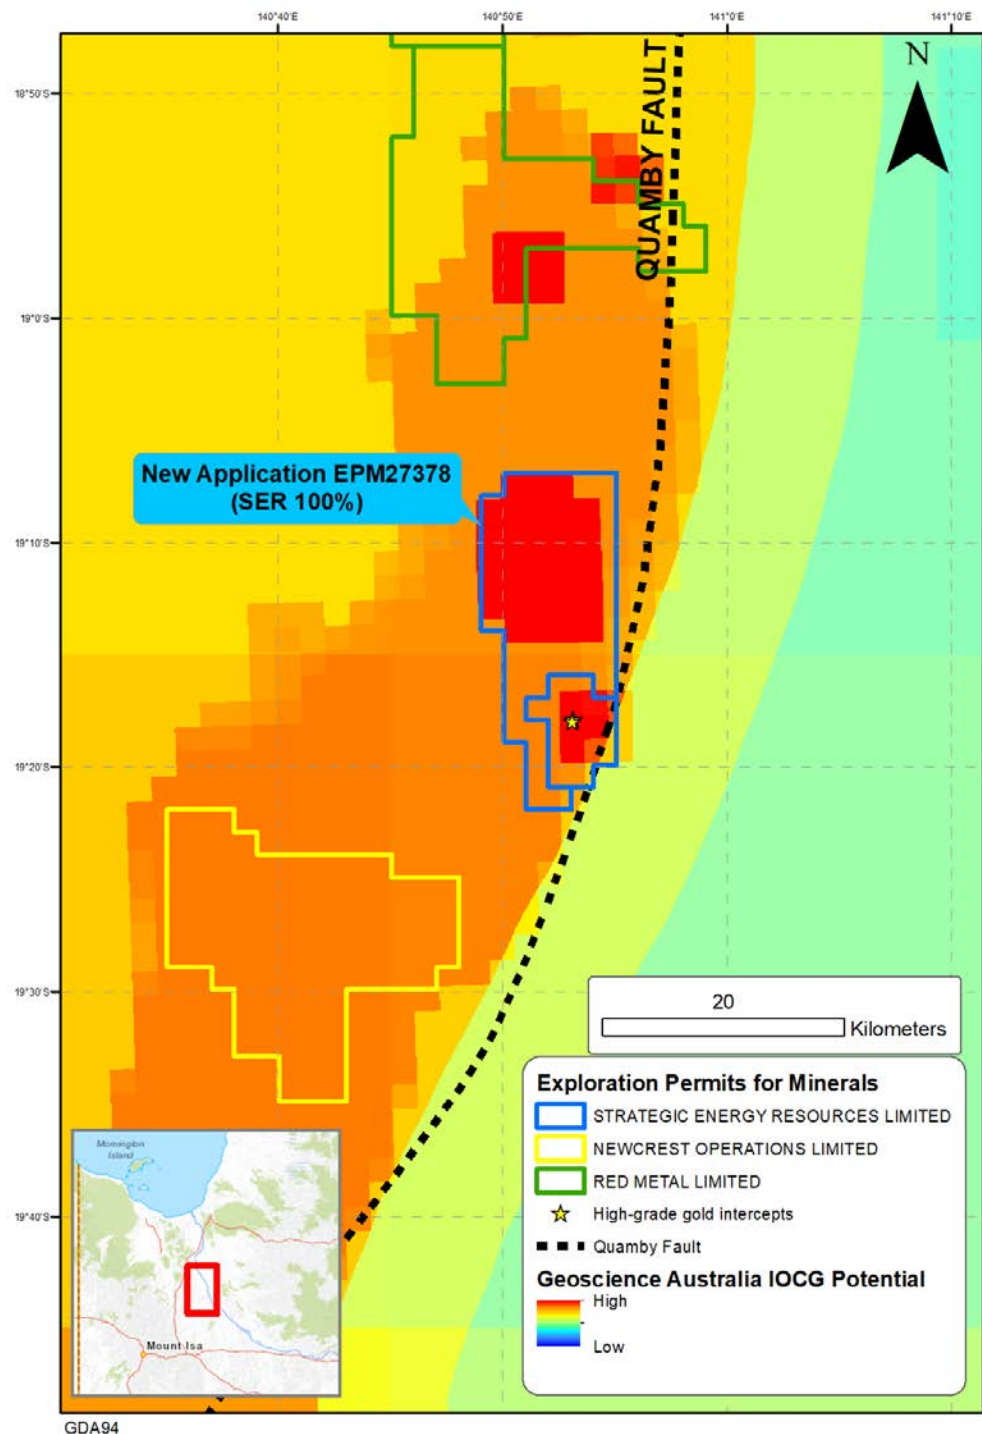 140°40'E
140°50'E
141°0'E
141°10'E
18°50'S
19°0'S
19°10'S
19°20'S
19°30'S
19°40'S
N
QUAMBY FAULT
New Application EPM27378
(SER 100%)
20
Kilometers
Exploration Permits for Minerals
STRATEGIC ENERGY RESOURCES LIMITED
NEWCREST OPERATIONS LIMITED
RED METAL LIMITED
High-grade gold intercepts
Quamby Fault
Geoscience Australia IOCG Potential
High
Low
Mornington
Island
Mount Isa
GDA94